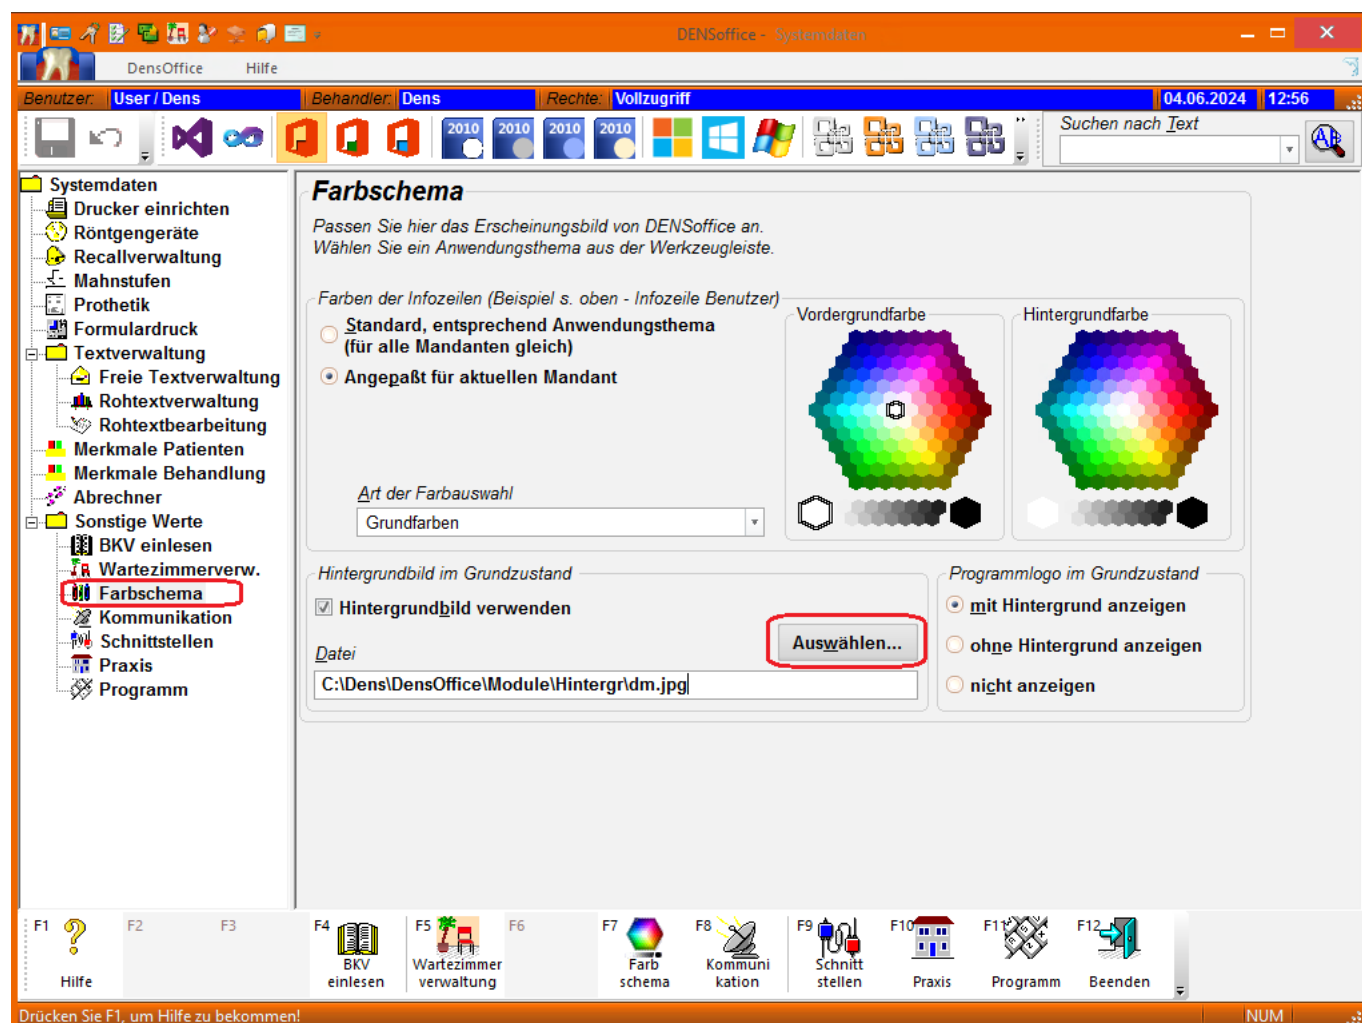 DENSoffice - Systemdaten
DensOffice Hilfe
Benutzer: User / Dens Behandler: Dens Rechte: Vollzugriff 04.06.2024 12:56
2010 2010 2010 2010
Suchen nach Text
AB
Systemdaten
Drucker einrichten
Röntgengeräte
Recallverwaltung
Mahnstufen
Prothetik
Formulardruck
Textverwaltung
Freie Textverwaltung
Rohtextverwaltung
Rohtextbearbeitung
Merkmale Patienten
Merkmale Behandlung
Abrechner
Sonstige Werte
BKV einlesen
Wartezimmerverw.
Farbschema
Kommunikation
Schnittstellen
Praxis
Programm
Farbschema
Passen Sie hier das Erscheinungsbild von DENSoffice an.
Wählen Sie ein Anwendungsthema aus der Werkzeugleiste.
Farben der Infozeilen (Beispiel s. oben - Infozeile Benutzer)
Standard, entsprechend Anwendungsthema
(für alle Mandanten gleich)
Angepaßt für aktuellen Mandant
Art der Farbauswahl
Grundfarben
Vordergrundfarbe
Hintergrundfarbe
Hintergrundbild im Grundzustand
Hintergrundbild verwenden
Auswählen...
Datei
C:\Dens\DensOffice\Module\Hintergr\dm.jpg
Programmlogo im Grundzustand
mit Hintergrund anzeigen
ohne Hintergrund anzeigen
nicht anzeigen
F1 Hilfe
F2
F3
F4 BKV einlesen
F5 Wartezimmer verwaltung
F6
F7 Farb schema
F8 Kommuni kation
F9 Schnitt stellen
F10 Praxis
F11 Programm
F12 Beenden
Drücken Sie F1, um Hilfe zu bekommen! NUM